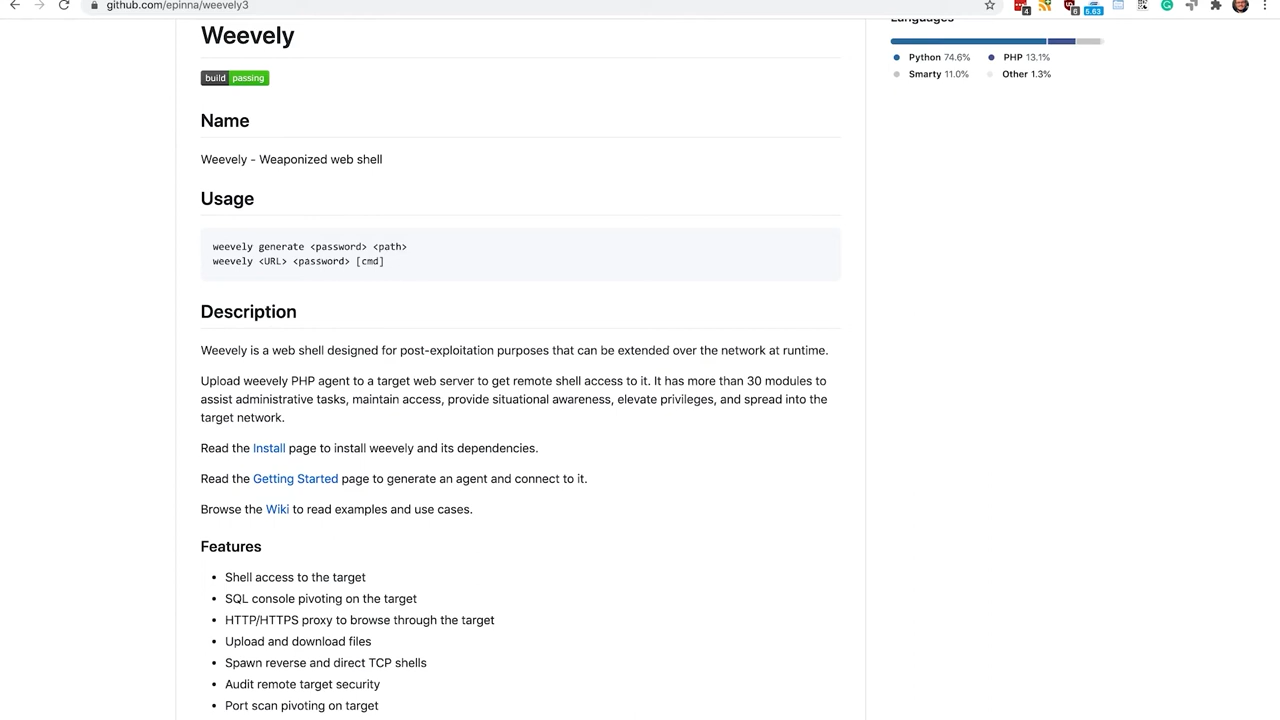 github.com/epinna/weevely3
4
6
5.63
Weevely
build passing
Name
Weevely - Weaponized web shell
Usage
weevely generate <password> <path>
weevely <URL> <password> [cmd]
Description
Weevely is a web shell designed for post-exploitation purposes that can be extended over the network at runtime.
Upload weevely PHP agent to a target web server to get remote shell access to it. It has more than 30 modules to
assist administrative tasks, maintain access, provide situational awareness, elevate privileges, and spread into the
target network.
Read the Install page to install weevely and its dependencies.
Read the Getting Started page to generate an agent and connect to it.
Browse the Wiki to read examples and use cases.
Features
• Shell access to the target
• SQL console pivoting on the target
• HTTP/HTTPS proxy to browse through the target
• Upload and download files
• Spawn reverse and direct TCP shells
• Audit remote target security
• Port scan pivoting on target
Languages
Python 74.6% PHP 13.1%
Smarty 11.0% Other 1.3%